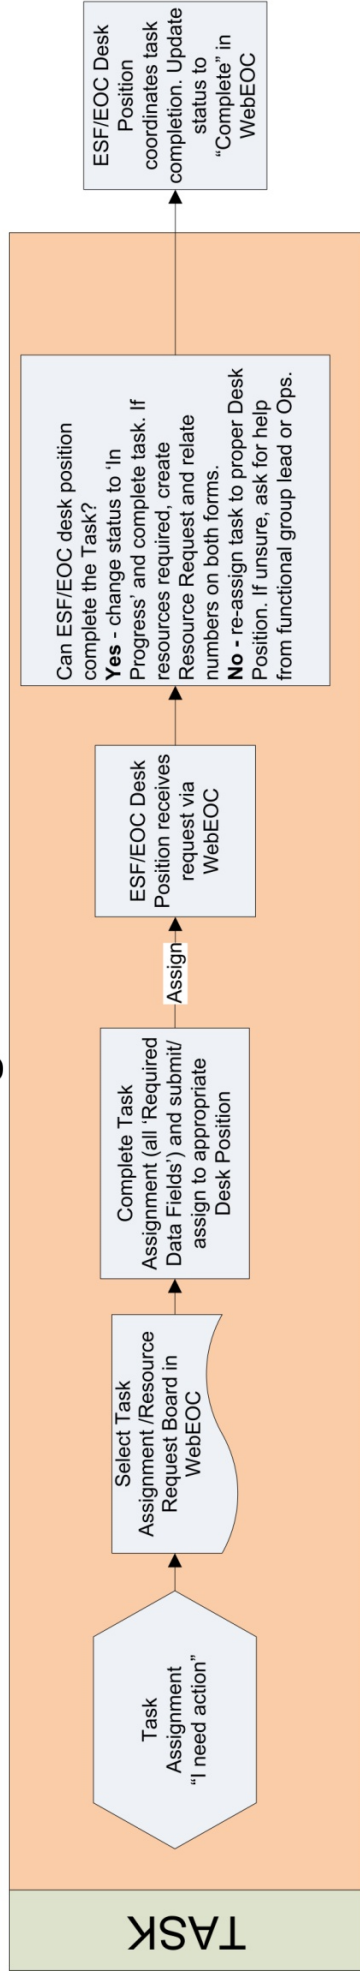 TASK
Task
Assignment
“I need action”
Select Task
Assignment /Resource
Request Board in
WebEOC
Complete Task
Assignment (all ‘Required
Data Fields’) and submit/
assign to appropriate
Desk Position
Assign
ESF/EOC Desk
Position receives
request via
WebEOC
Can ESF/EOC desk position
complete the Task?
Yes - change status to ‘In
Progress’ and complete task. If
resources required, create
Resource Request and relate
numbers on both forms.
No - re-assign task to proper Desk
Position. If unsure, ask for help
from functional group lead or Ops.
ESF/EOC Desk
Position
coordinates task
completion. Update
status to
“Complete” in
WebEOC